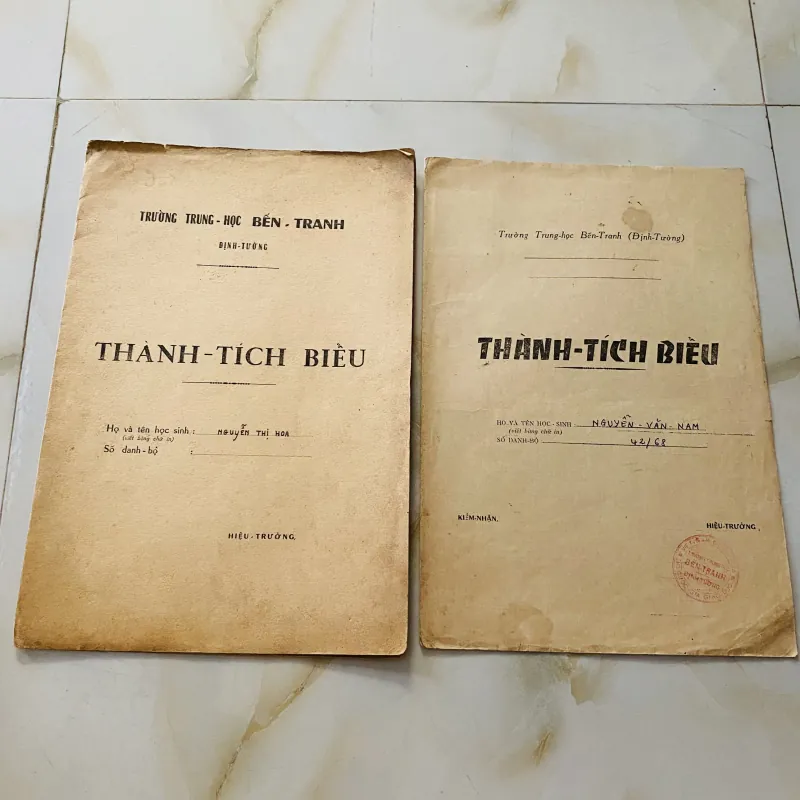 TRƯỜNG TRUNG-HỌC BẾN-TRANH
ĐỊNH-TƯỜNG
THÀNH-TÍCH BIỂU
Họ và tên học sinh : NGUYỄN THỊ HOA
(viết bằng chữ in)
Số danh-bộ :
HIỆU-TRƯỞNG,
Trường Trung-học Bến-Tranh (Định-Tường)
THÀNH-TÍCH BIỂU
HỌ VÀ TÊN HỌC-SINH NGUYỄN-VĂN-NAM
(viết bằng chữ in)
SỐ DANH-BỘ 42/68
KIỂM-NHẬN,
HIỆU-TRƯỞNG,
BẾN-TRANH